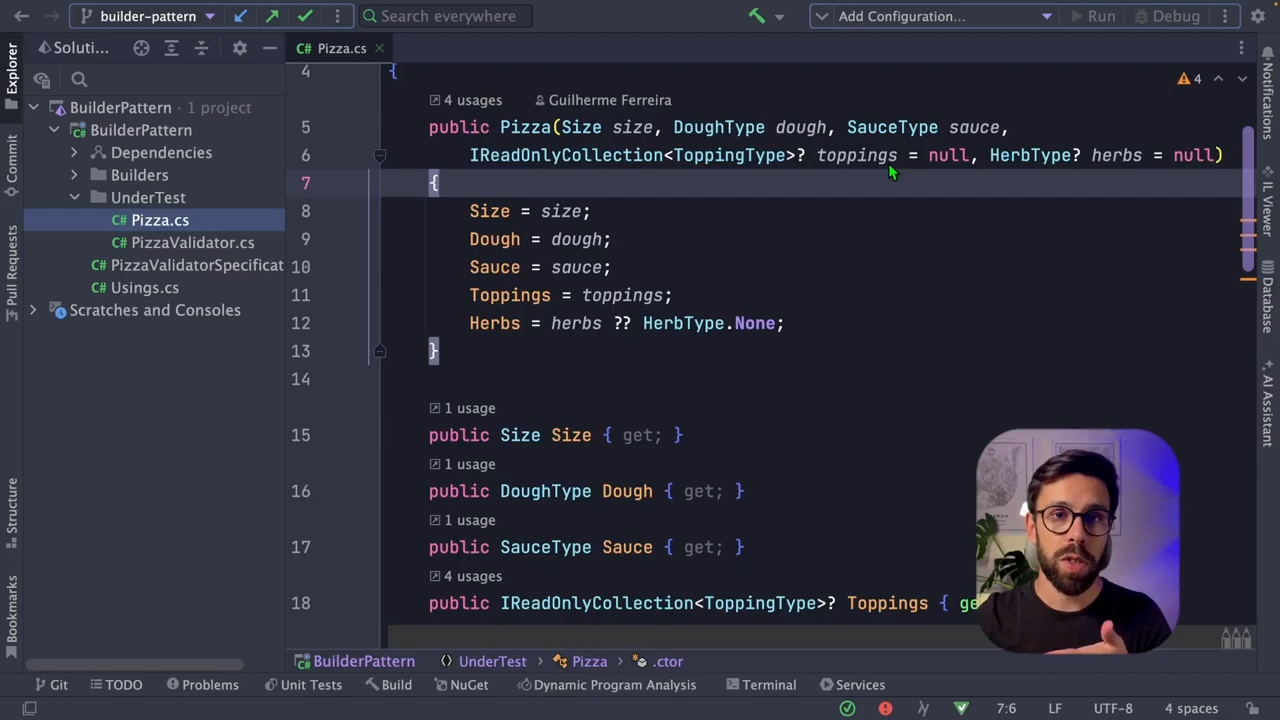 builder-pattern
Search everywhere
Add Configuration...
Run
Debug
Explorer
Soluti...
Pizza.cs
BuilderPattern · 1 project
BuilderPattern
Dependencies
Builders
UnderTest
C# Pizza.cs
C# PizzaValidator.cs
C# PizzaValidatorSpecificat
C# Usings.cs
Scratches and Consoles
Commit
Pull Requests
Structure
Bookmarks
4
4 {
4 usages Guilherme Ferreira
5 public Pizza(Size size, DoughType dough, SauceType sauce,
6 IReadOnlyCollection<ToppingType>? toppings = null, HerbType? herbs = null)
7 {
8 Size = size;
9 Dough = dough;
10 Sauce = sauce;
11 Toppings = toppings;
12 Herbs = herbs ?? HerbType.None;
13 }
14
1 usage
15 public Size Size { get; }
1 usage
16 public DoughType Dough { get; }
1 usage
17 public SauceType Sauce { get; }
4 usages
18 public IReadOnlyCollection<ToppingType>? Toppings { ge
Notifications
IL Viewer
Database
AI Assistant
BuilderPattern
UnderTest
Pizza
.ctor
Git
TODO
Problems
Unit Tests
Build
NuGet
Dynamic Program Analysis
Terminal
Services
7:6
LF
UTF-8
4 spaces